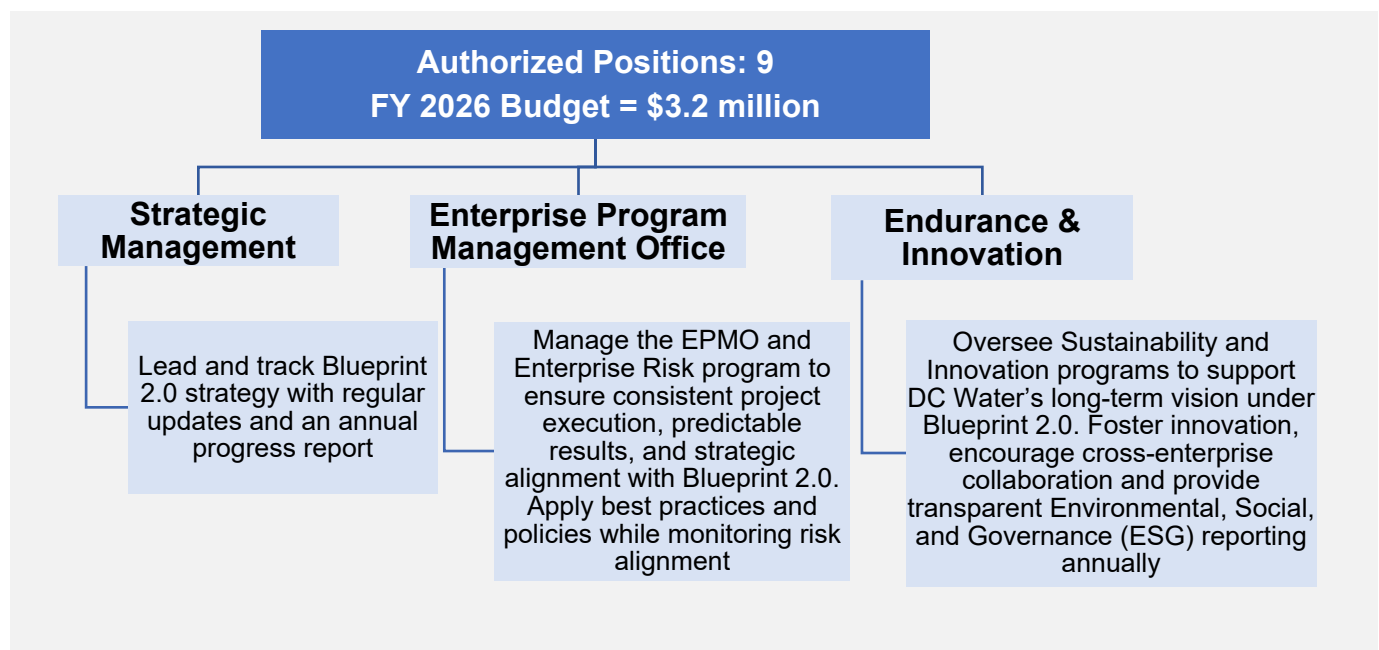 Authorized Positions: 9
FY 2026 Budget = $3.2 million
Strategic
Management
Enterprise Program
Management Office
Endurance &
Innovation
Lead and track Blueprint
2.0 strategy with regular
updates and an annual
progress report
Manage the EPMO and
Enterprise Risk program to
ensure consistent project
execution, predictable
results, and strategic
alignment with Blueprint 2.0.
Apply best practices and
policies while monitoring risk
alignment
Oversee Sustainability and
Innovation programs to support
DC Water’s long-term vision under
Blueprint 2.0. Foster innovation,
encourage cross-enterprise
collaboration and provide
transparent Environmental, Social,
and Governance (ESG) reporting
annually